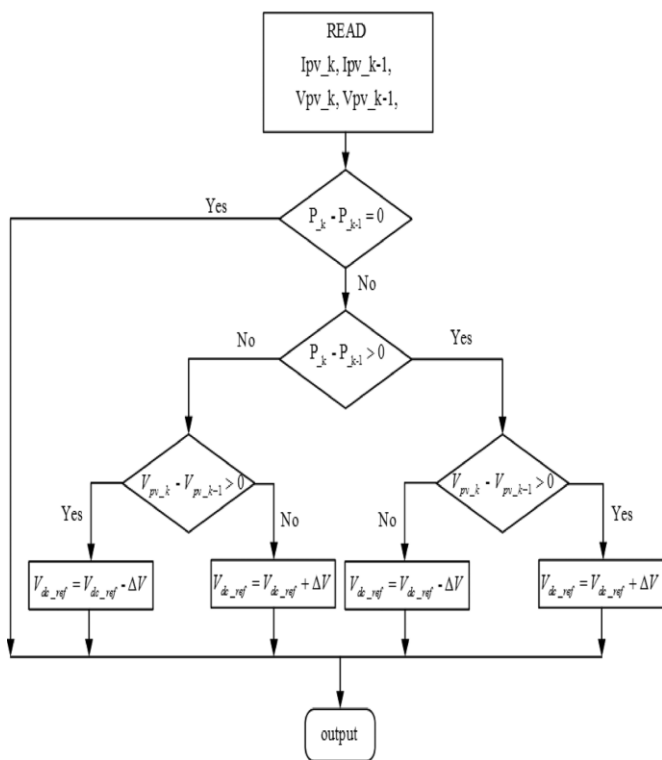 READ
Ipv_k, Ipv_k-1,
Vpv_k, Vpv_k-1,
Yes
P_k - P_k-1 = 0
No
No
P_k - P_k-1 > 0
Yes
V_pv_k - V_pv_k-1 > 0
V_pv_k - V_pv_k-1 > 0
Yes
No
No
Yes
V_dc_ref = V_dc_ref - ΔV
V_dc_ref = V_dc_ref + ΔV
V_dc_ref = V_dc_ref - ΔV
V_dc_ref = V_dc_ref + ΔV
output